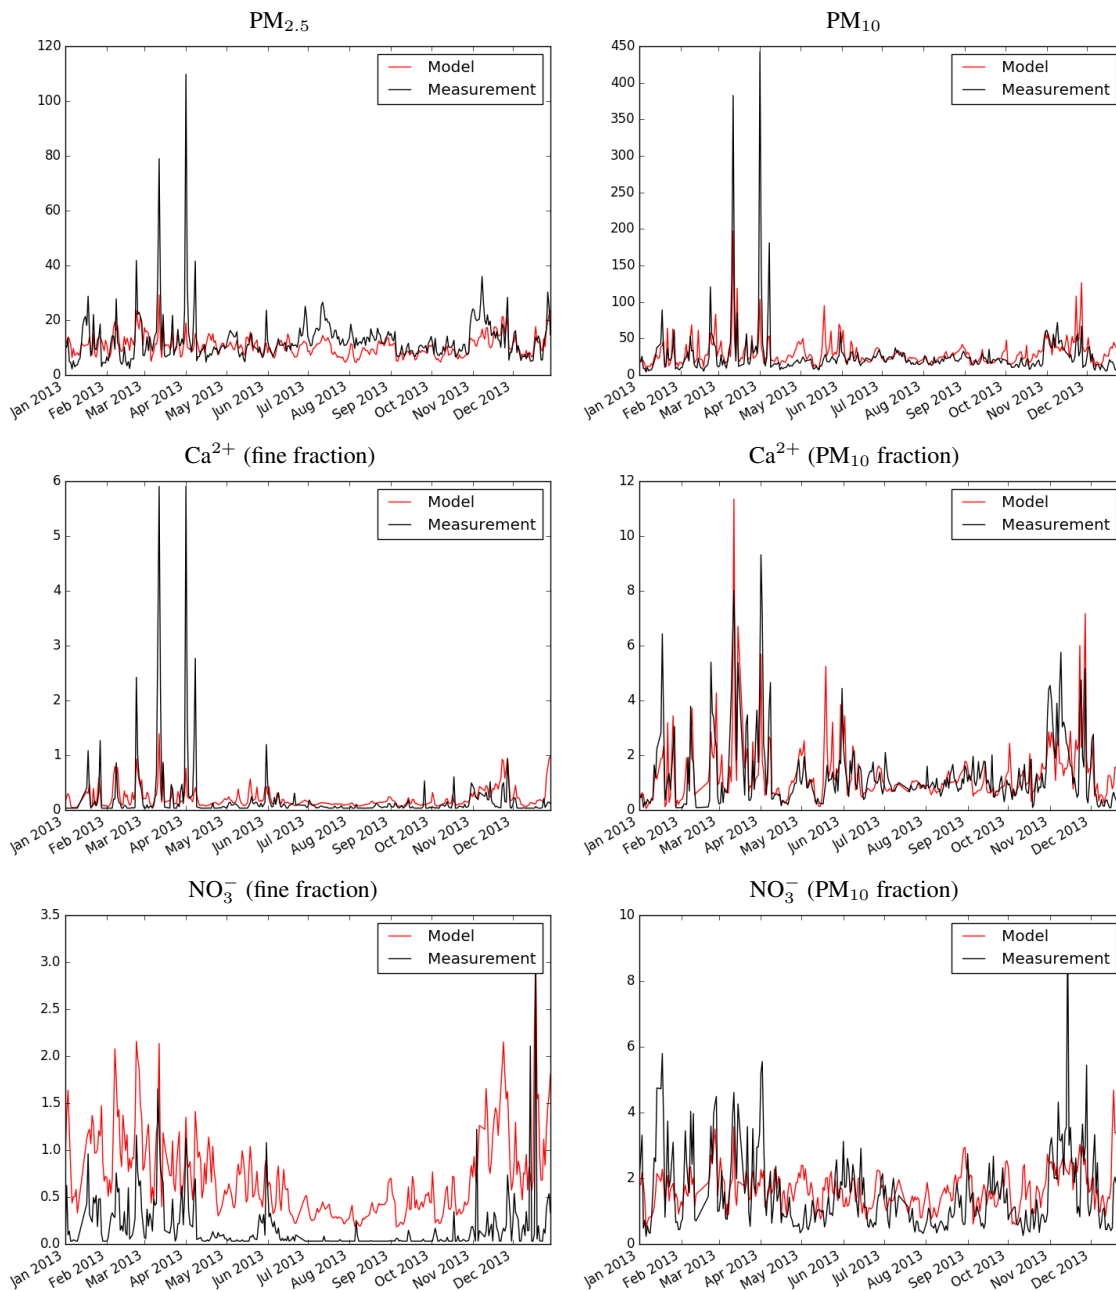 PM₂.₅
120
100
80
60
40
20
0
Model
Measurement
Jan 2013 Feb 2013 Mar 2013 Apr 2013 May 2013 Jun 2013 Jul 2013 Aug 2013 Sep 2013 Oct 2013 Nov 2013 Dec 2013
PM₁₀
450
400
350
300
250
200
150
100
50
0
Model
Measurement
Jan 2013 Feb 2013 Mar 2013 Apr 2013 May 2013 Jun 2013 Jul 2013 Aug 2013 Sep 2013 Oct 2013 Nov 2013 Dec 2013
Ca²⁺ (fine fraction)
6
5
4
3
2
1
0
Model
Measurement
Jan 2013 Feb 2013 Mar 2013 Apr 2013 May 2013 Jun 2013 Jul 2013 Aug 2013 Sep 2013 Oct 2013 Nov 2013 Dec 2013
Ca²⁺ (PM₁₀ fraction)
12
10
8
6
4
2
0
Model
Measurement
Jan 2013 Feb 2013 Mar 2013 Apr 2013 May 2013 Jun 2013 Jul 2013 Aug 2013 Sep 2013 Oct 2013 Nov 2013 Dec 2013
NO₃⁻ (fine fraction)
3.5
3.0
2.5
2.0
1.5
1.0
0.5
0.0
Model
Measurement
Jan 2013 Feb 2013 Mar 2013 Apr 2013 May 2013 Jun 2013 Jul 2013 Aug 2013 Sep 2013 Oct 2013 Nov 2013 Dec 2013
NO₃⁻ (PM₁₀ fraction)
10
8
6
4
2
0
Model
Measurement
Jan 2013 Feb 2013 Mar 2013 Apr 2013 May 2013 Jun 2013 Jul 2013 Aug 2013 Sep 2013 Oct 2013 Nov 2013 Dec 2013